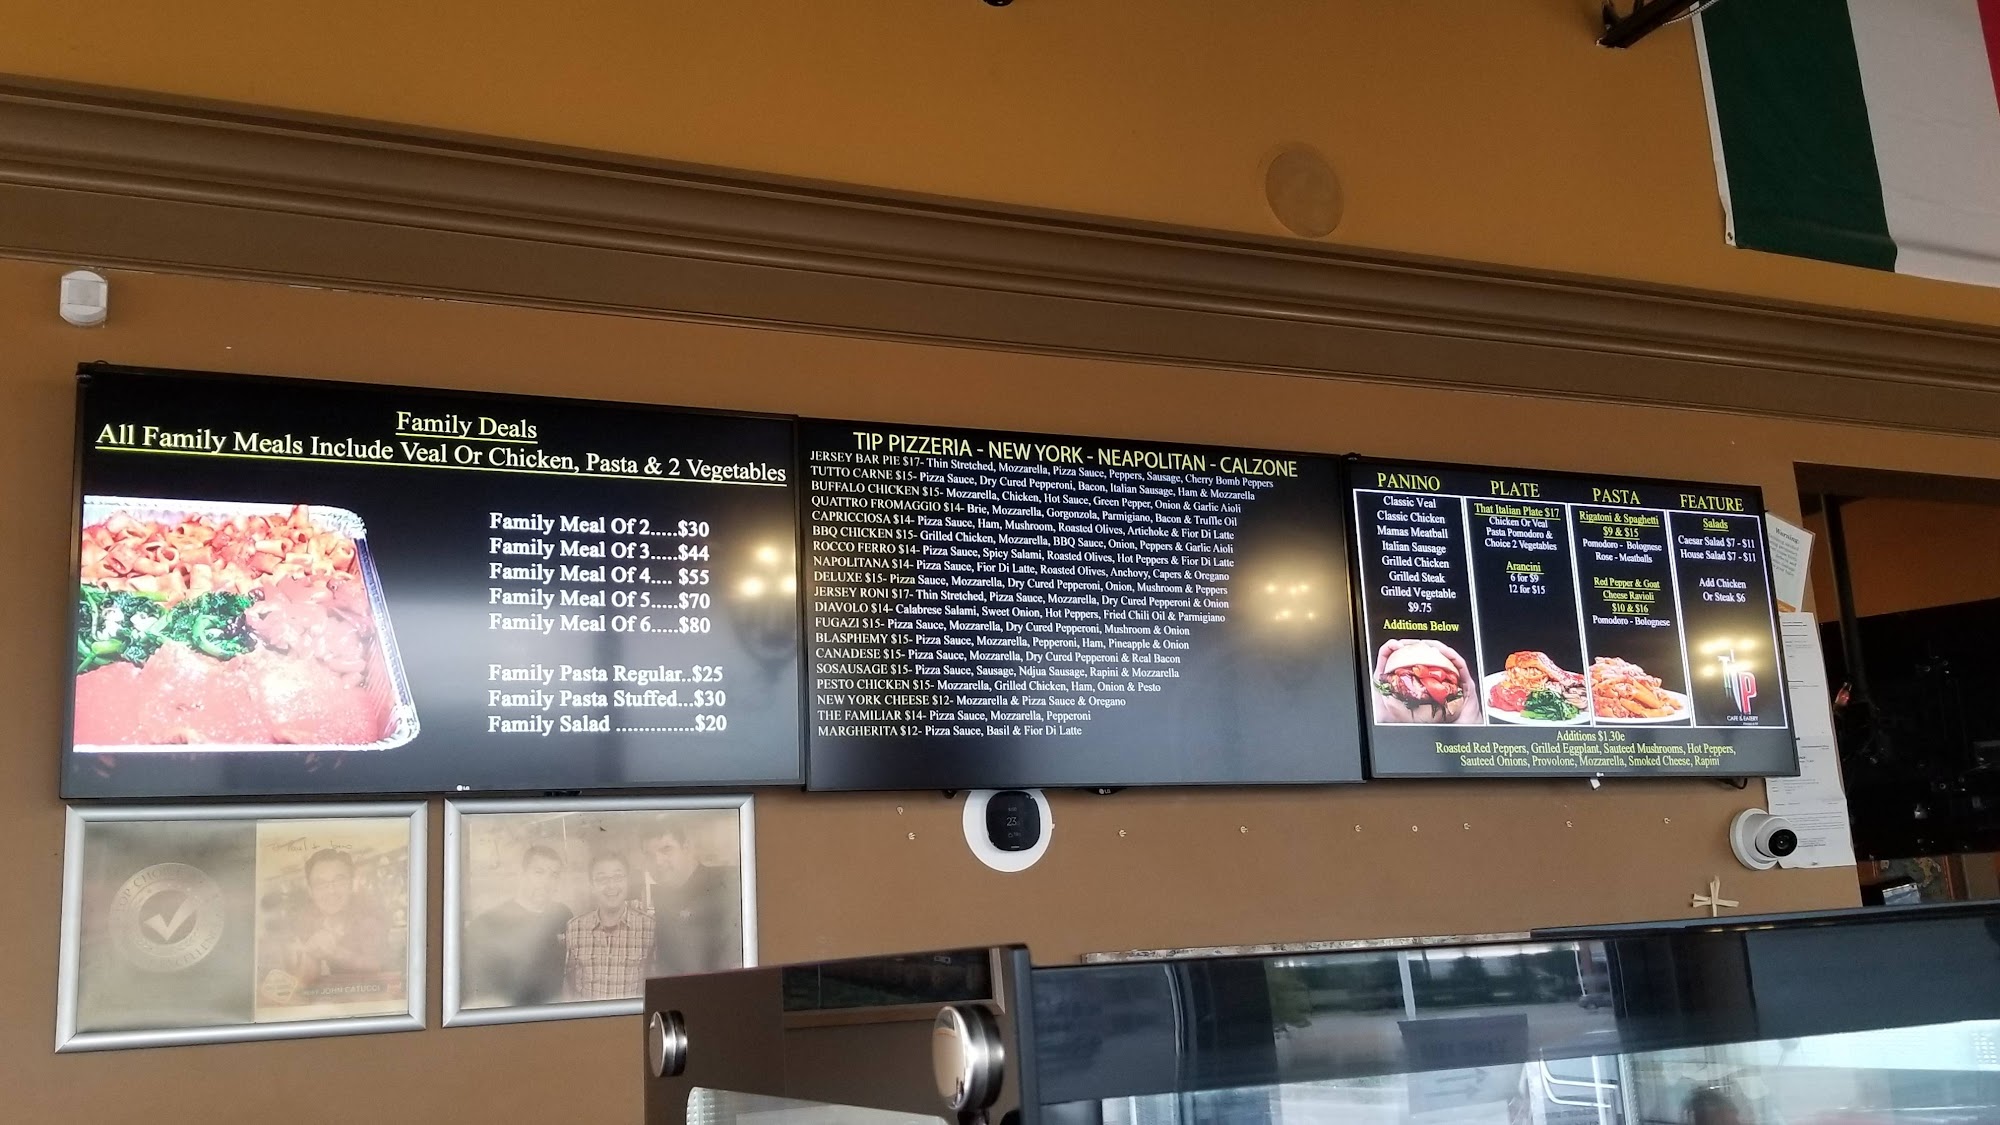 Family Deals
All Family Meals Include Veal Or Chicken, Pasta & 2 Vegetables
Family Meal Of 2.....$30
Family Meal Of 3.....$44
Family Meal Of 4.... $55
Family Meal Of 5.....$70
Family Meal Of 6.....$80
Family Pasta Regular..$25
Family Pasta Stuffed...$30
Family Salad ..............$20
LG
TIP PIZZERIA - NEW YORK - NEAPOLITAN - CALZONE
JERSEY BAR PIE $17- Thin Stretched, Mozzarella, Pizza Sauce, Peppers, Sausage, Cherry Bomb Peppers
TUTTO CARNE $15- Pizza Sauce, Dry Cured Pepperoni, Bacon, Italian Sausage, Ham & Mozzarella
BUFFALO CHICKEN $15- Mozzarella, Chicken, Hot Sauce, Green Pepper, Onion & Garlic Aioli
QUATTRO FROMAGGIO $14- Brie, Mozzarella, Gorgonzola, Parmigiano, Bacon & Truffle Oil
CAPRICCIOSA $14- Pizza Sauce, Ham, Mushroom, Roasted Olives, Artichoke & Fior Di Latte
BBQ CHICKEN $15- Grilled Chicken, Mozzarella, BBQ Sauce, Onion, Peppers & Garlic Aioli
ROCCO FERRO $14- Pizza Sauce, Spicy Salami, Roasted Olives, Hot Peppers & Fior Di Latte
NAPOLITANA $14- Pizza Sauce, Fior Di Latte, Roasted Olives, Anchovy, Capers & Oregano
DELUXE $15- Pizza Sauce, Mozzarella, Dry Cured Pepperoni, Onion, Mushroom & Peppers
JERSEY RONI $17- Thin Stretched, Pizza Sauce, Mozzarella, Dry Cured Pepperoni & Onion
DIAVOLO $14- Calabrese Salami, Sweet Onion, Hot Peppers, Fried Chili Oil & Parmigiano
FUGAZI $15- Pizza Sauce, Mozzarella, Dry Cured Pepperoni, Mushroom & Onion
BLASPHEMY $15- Pizza Sauce, Mozzarella, Pepperoni, Ham, Pineapple & Onion
CANADESE $15- Pizza Sauce, Mozzarella, Dry Cured Pepperoni & Real Bacon
SOSAUSAGE $15- Pizza Sauce, Sausage, Ndjua Sausage, Rapini & Mozzarella
PESTO CHICKEN $15- Mozzarella, Grilled Chicken, Ham, Onion & Pesto
NEW YORK CHEESE $12- Mozzarella & Pizza Sauce & Oregano
THE FAMILIAR $14- Pizza Sauce, Mozzarella, Pepperoni
MARGHERITA $12- Pizza Sauce, Basil & Fior Di Latte
LG
PANINO
Classic Veal
Classic Chicken
Mamas Meatball
Italian Sausage
Grilled Chicken
Grilled Steak
Grilled Vegetable
$9.75
Additions Below
PLATE
That Italian Plate $17
Chicken Or Veal
Pasta Pomodoro &
Choice 2 Vegetables
Arancini
6 for $9
12 for $15
PASTA
Rigatoni & Spaghetti
$9 & $15
Pomodoro - Bolognese
Rose - Meatballs
Red Pepper & Goat
Cheese Ravioli
$10 & $16
Pomodoro - Bolognese
FEATURE
Salads
Caesar Salad $7 - $11
House Salad $7 - $11
Add Chicken
Or Steak $6
TIP
CAFE & EATERY
Additions $1.30e
Roasted Red Peppers, Grilled Eggplant, Sauteed Mushrooms, Hot Peppers,
Sauteed Onions, Provolone, Mozzarella, Smoked Cheese, Rapini
LG
Warning
23
TOP CHOICE
JOHN CATUCCI